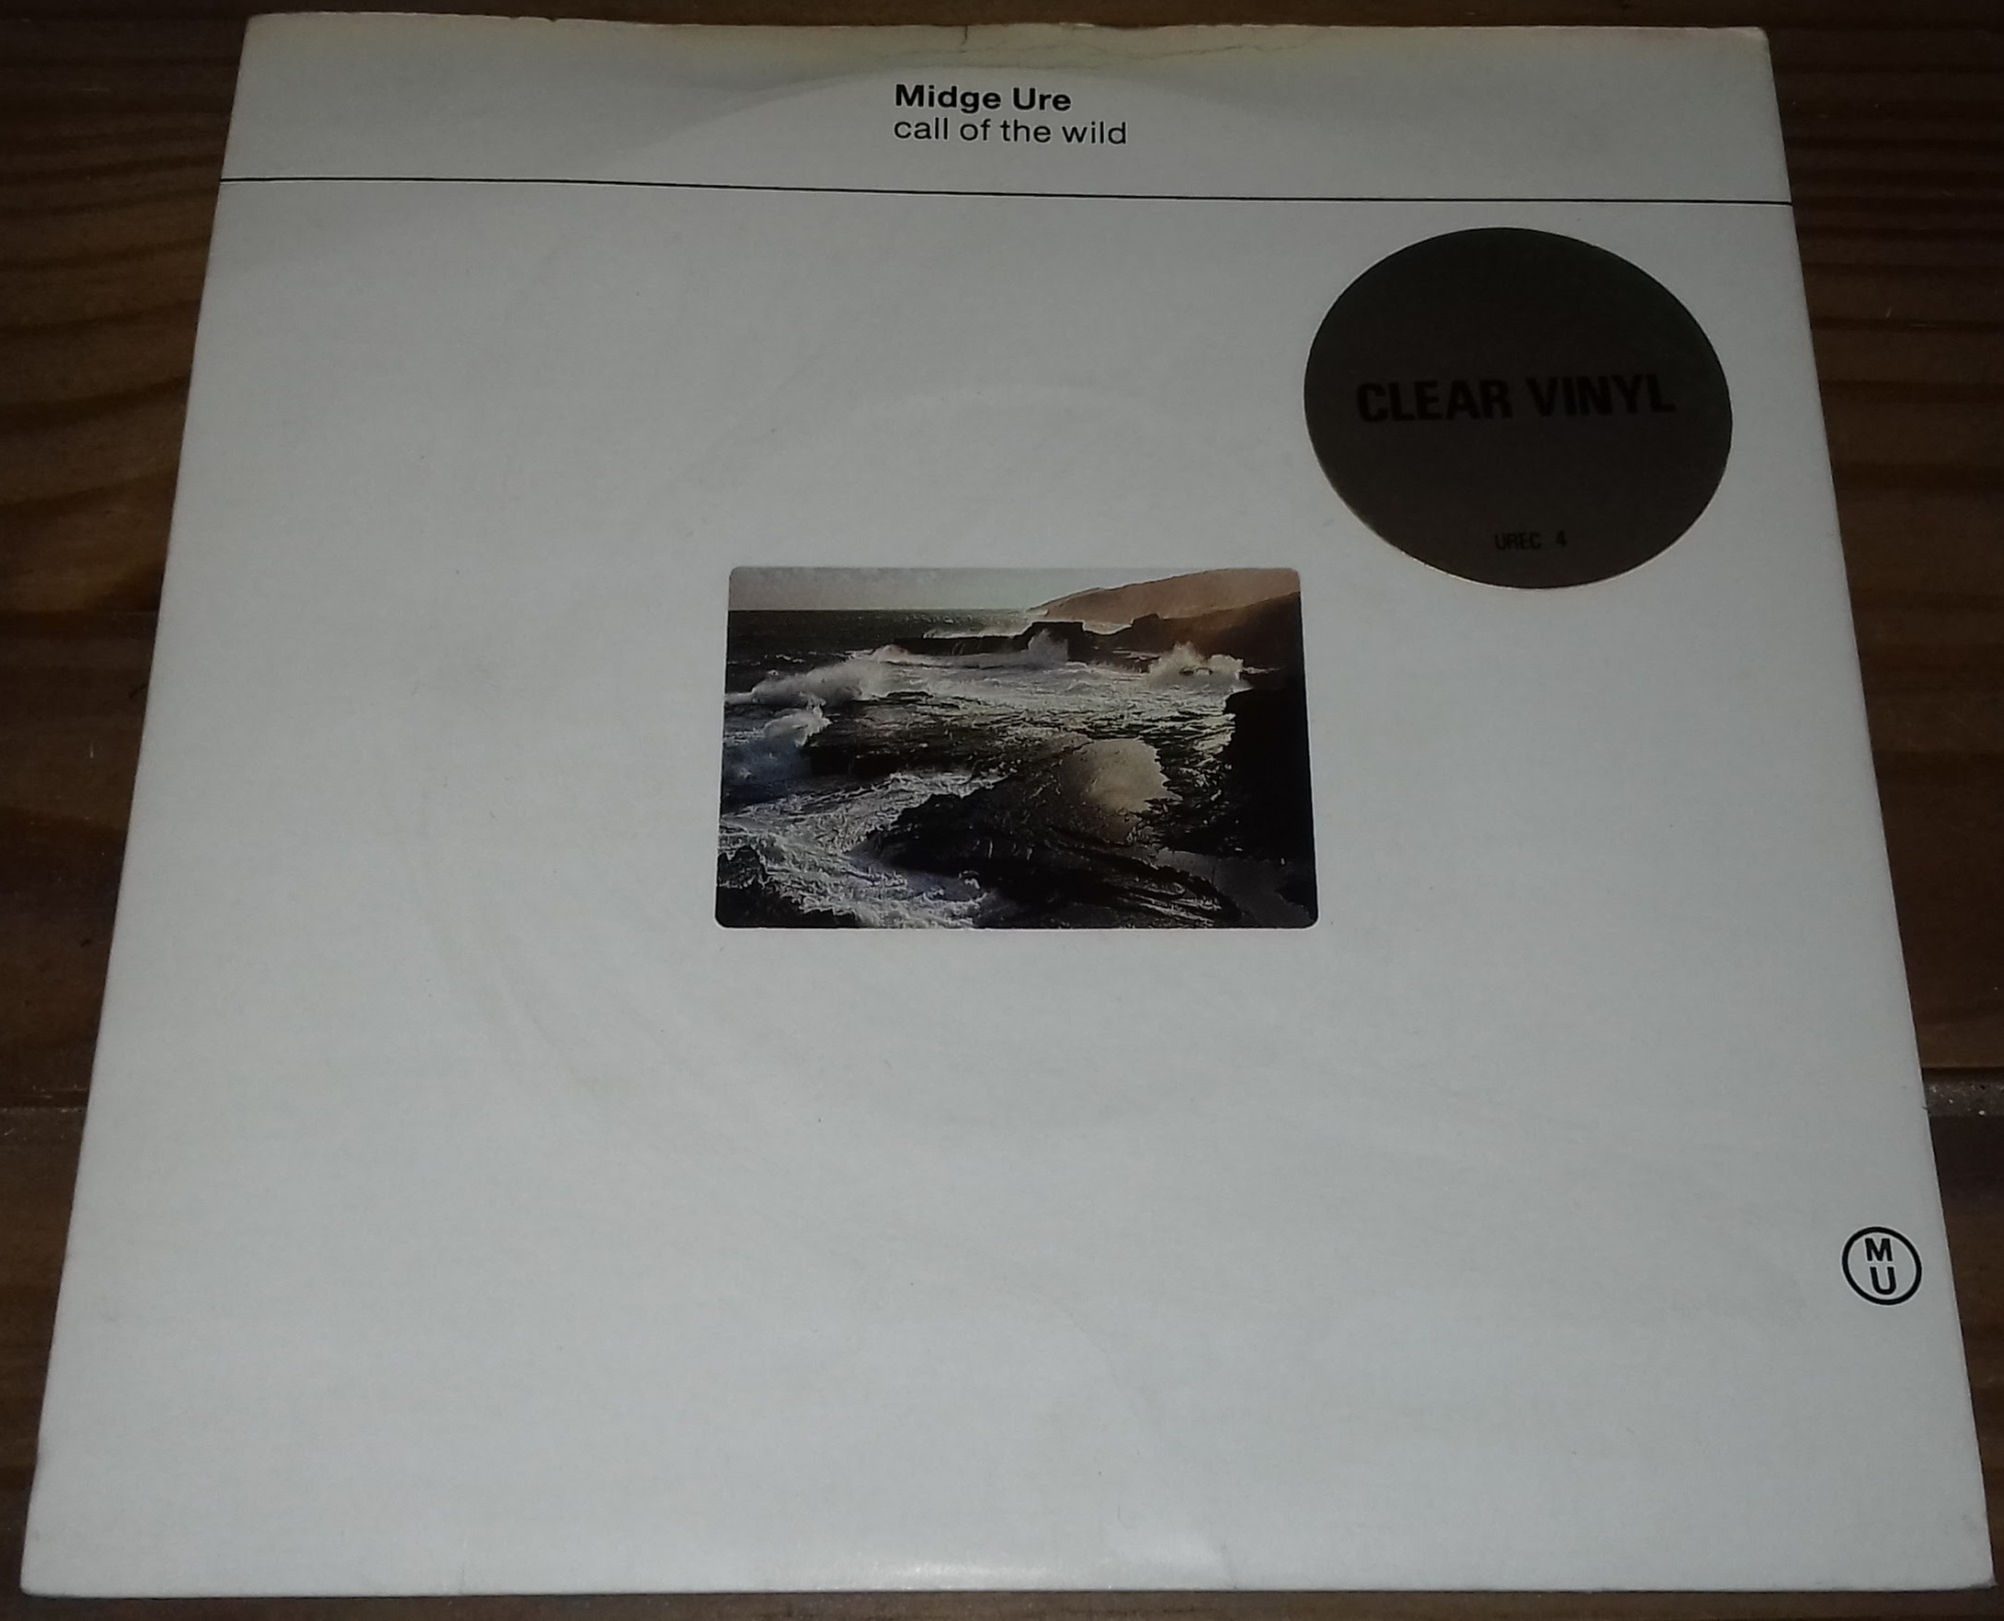 Midge Ure
call of the wild
CLEAR VINYL
UREC 4
M
U